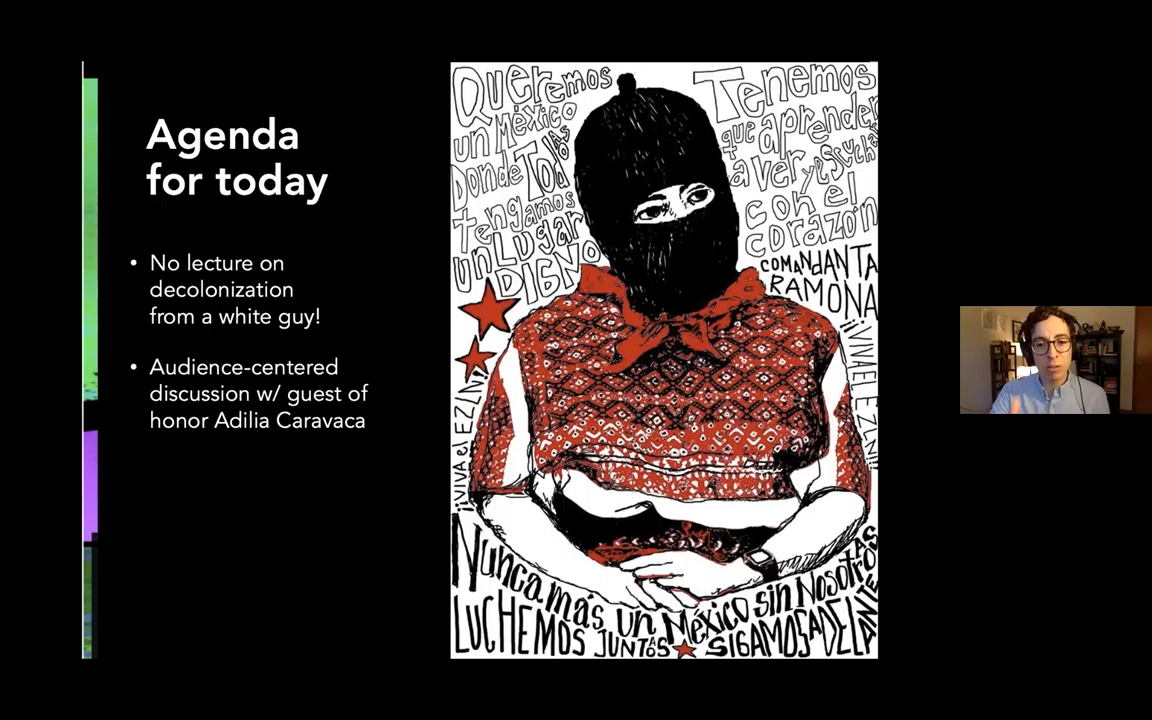 Agenda
for today
• No lecture on
decolonization
from a white guy!
• Audience-centered
discussion w/ guest of
honor Adilia Caravaca
Queremos
un México
Donde TODOS
tengamos
un LUgar
DIGNO
Tenemos
que aprender
a ver y escuchar
con el
corazón
COMANDANTA
RAMONA
¡¡VIVA el EZLN!!
¡¡VIVA EL EZLN!!
Nunca más un México sin Nosotros
LUCHEMOS JUNTOS SIGAMOS ADELANTE